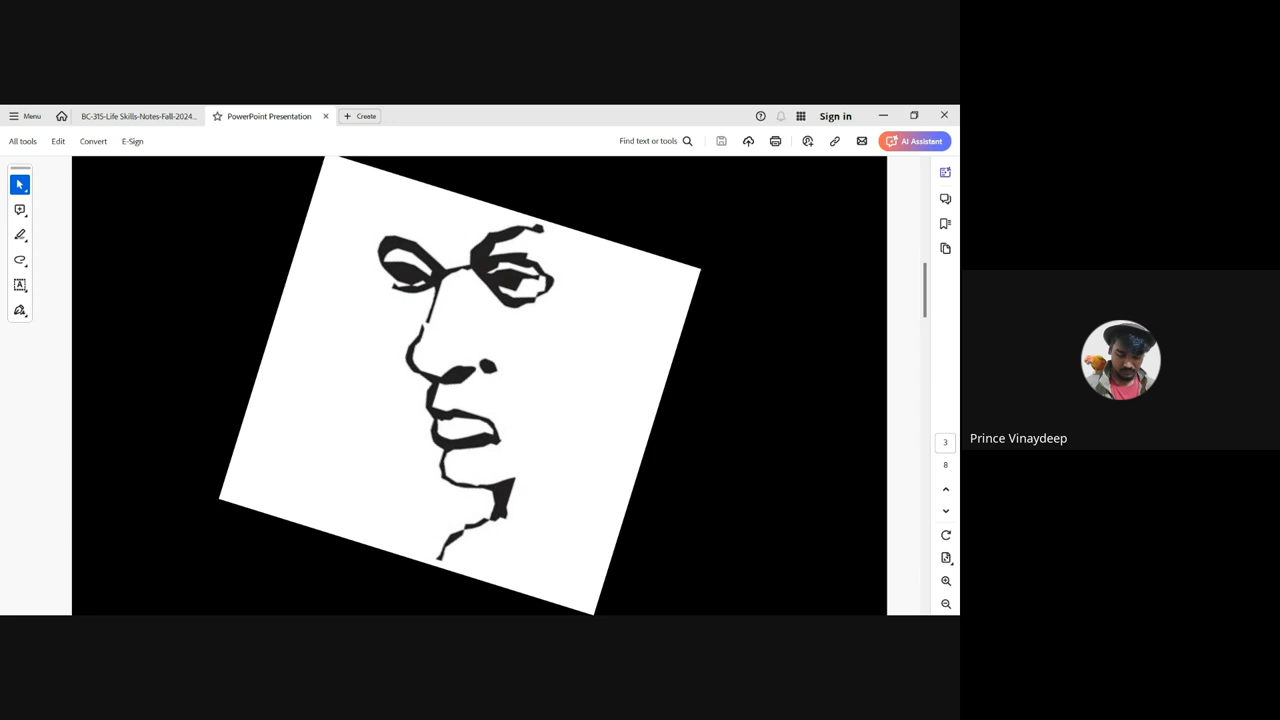 Menu
BC-315-Life Skills-Notes-Fall-2024...
PowerPoint Presentation
Create
Sign in
All tools
Edit
Convert
E-Sign
Find text or tools
AI Assistant
3
8
Prince Vinaydeep